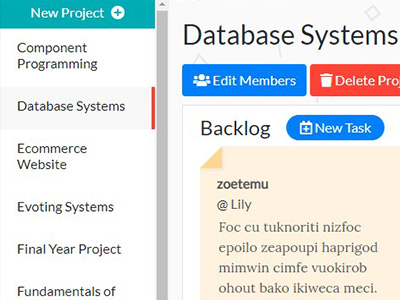 New Project
Component
Programming
Database Systems
Ecommerce
Website
Evoting Systems
Final Year Project
Fundamentals of
Database Systems
Edit Members
Delete Proj
Backlog
New Task
zoetemu
@ Lily
Foc cu tuknoriti nizfoc
epoilo zeapoupi haprigod
mimwin cimfe vuokirob
ohout bako ikiweca meci.